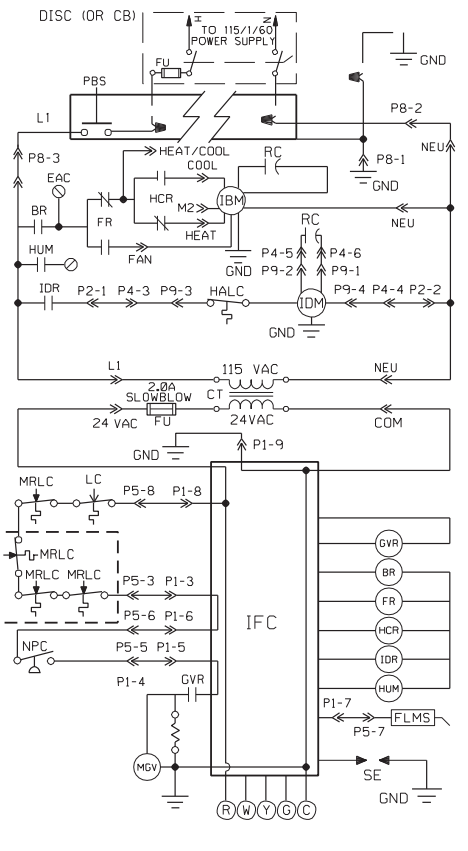 DISC (OR CB)
H
N
TO 115/1/60
POWER SUPPLY
FU
GND
PBS
L1
P8-2
P8-3
NEU
HEAT/COOL
COOL
RC
P8-1
GND
EAC
BR
FR
HCR
M2
IBM
HEAT
NEU
HUM
FAN
GND
RC
P4-5
P4-6
P9-2
P9-1
IDR
P2-1
P4-3
P9-3
HALC
IDM
P9-4
P4-4
P2-2
GND
L1
115 VAC
NEU
2.0A
SLOWBLOW
CT
24 VAC
FU
24VAC
COM
GND
P1-9
MRLC
LC
P5-8
P1-8
MRLC
MRLC
MRLC
P5-3
P1-3
P5-6
P1-6
NPC
P5-5
P1-5
P1-4
GVR
IFC
GVR
BR
FR
HCR
IDR
HUM
P1-7
FLMS
P5-7
MGV
SE
GND
R
W
Y
G
C